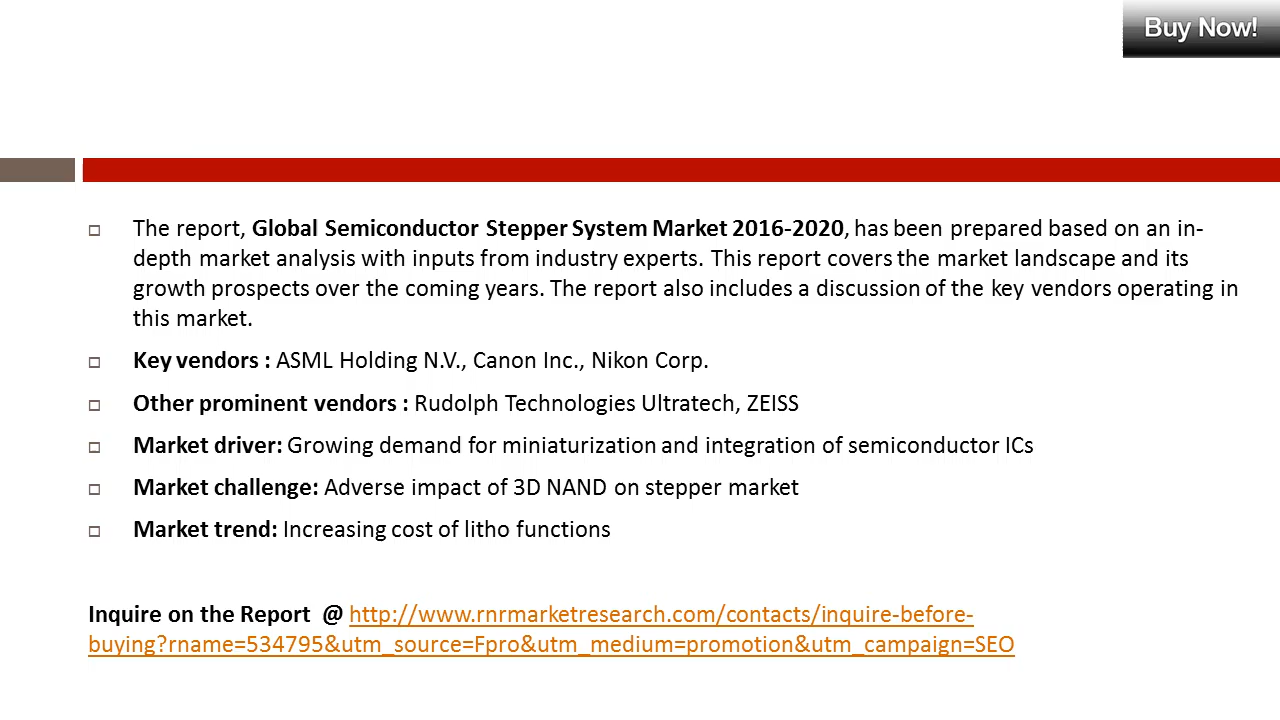 Buy Now!
The report, Global Semiconductor Stepper System Market 2016-2020, has been prepared based on an in-
depth market analysis with inputs from industry experts. This report covers the market landscape and its
growth prospects over the coming years. The report also includes a discussion of the key vendors operating in
this market.
Key vendors : ASML Holding N.V., Canon Inc., Nikon Corp.
Other prominent vendors : Rudolph Technologies Ultratech, ZEISS
Market driver: Growing demand for miniaturization and integration of semiconductor ICs
Market challenge: Adverse impact of 3D NAND on stepper market
Market trend: Increasing cost of litho functions
Inquire on the Report @ http://www.rnrmarketresearch.com/contacts/inquire-before-
buying?rname=534795&utm_source=Fpro&utm_medium=promotion&utm_campaign=SEO